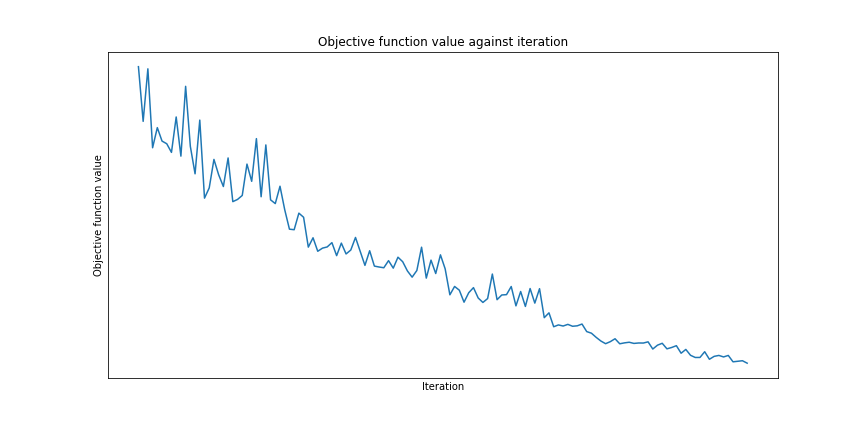 Objective function value against iteration
Objective function value
Iteration